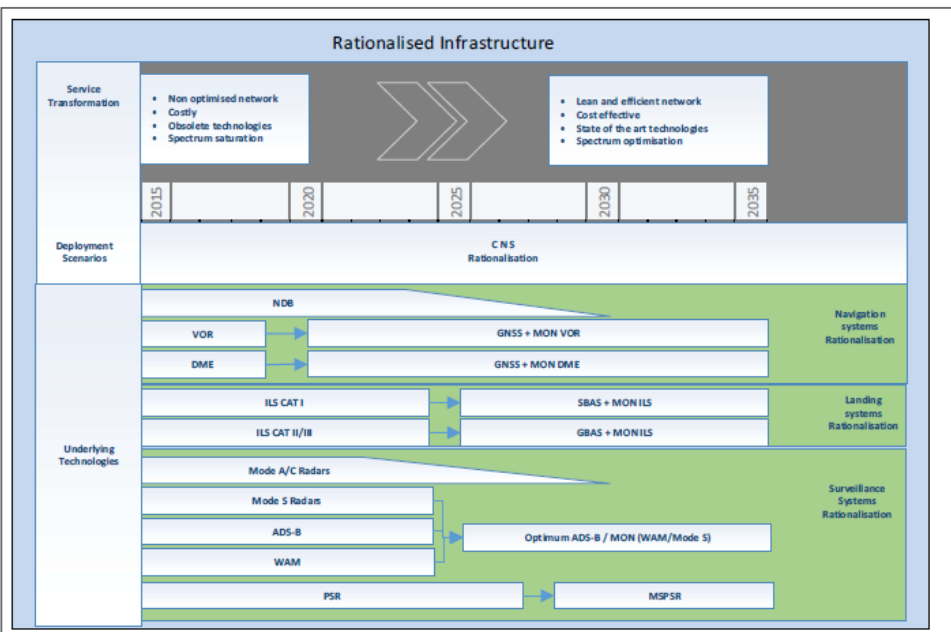 Rationalised Infrastructure
Service
Transformation
• Non optimised network
• Costly
• Obsolete technologies
• Spectrum saturation
• Lean and efficient network
• Cost effective
• State of the art technologies
• Spectrum optimisation
2015
2020
2025
2030
2035
Deployment
Scenarios
CNS
Rationalisation
Underlying
Technologies
NDB
VOR
GNSS + MON VOR
DME
GNSS + MON DME
Navigation
systems
Rationalisation
ILS CAT I
SBAS + MON ILS
ILS CAT II/III
GBAS + MON ILS
Landing
systems
Rationalisation
Mode A/C Radars
Mode S Radars
ADS-B
WAM
Optimum ADS-B / MON (WAM/Mode S)
PSR
MSPSR
Surveillance
Systems
Rationalisation